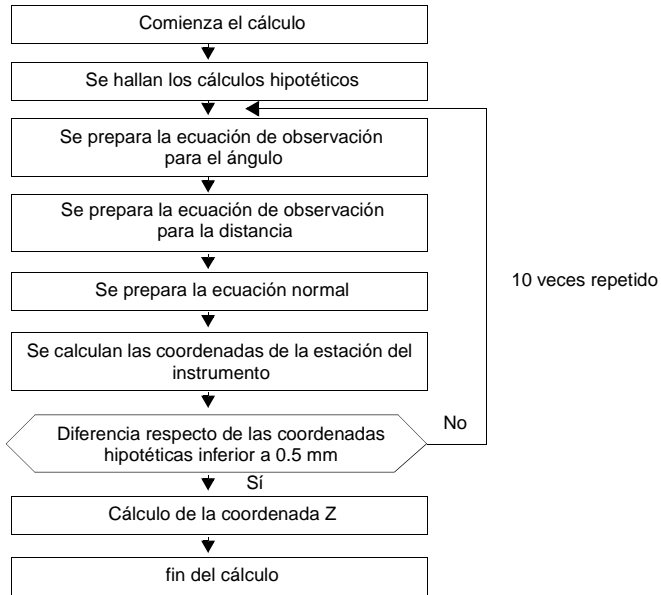 Comienza el cálculo
Se hallan los cálculos hipotéticos
Se prepara la ecuación de observación
para el ángulo
Se prepara la ecuación de observación
para la distancia
10 veces repetido
Se prepara la ecuación normal
Se calculan las coordenadas de la estación del
instrumento
No
Diferencia respecto de las coordenadas
hipotéticas inferior a 0.5 mm
Sí
Cálculo de la coordenada Z
fin del cálculo